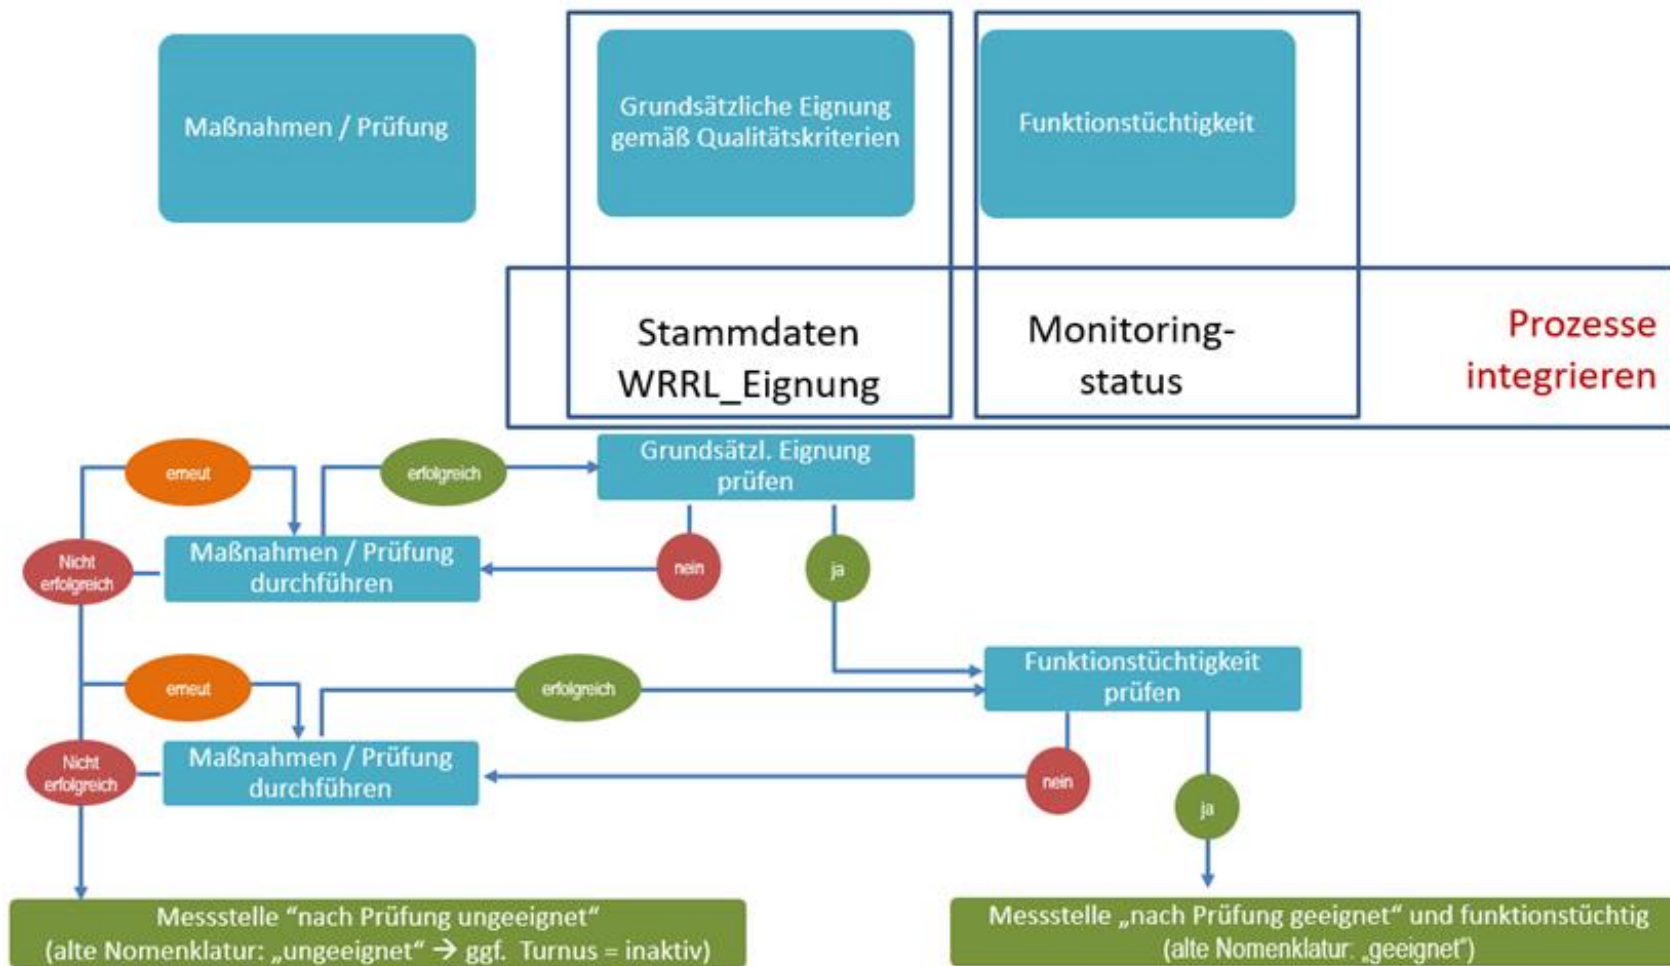 Maßnahmen / Prüfung
Grundsätzliche Eignung
gemäß Qualitätskriterien
Funktionstüchtigkeit
Stammdaten
WRRL_Eignung
Monitoring-
status
Prozesse
integrieren
erneut
erfolgreich
Grundsätzl. Eignung
prüfen
Nicht
erfolgreich
Maßnahmen / Prüfung
durchführen
nein
ja
erneut
erfolgreich
Funktionstüchtigkeit
prüfen
Nicht
erfolgreich
Maßnahmen / Prüfung
durchführen
nein
ja
Messstelle “nach Prüfung ungeeignet“
(alte Nomenklatur: „ungeeignet“ → ggf. Turnus = inaktiv)
Messstelle „nach Prüfung geeignet“ und funktionstüchtig
(alte Nomenklatur: „geeignet“)